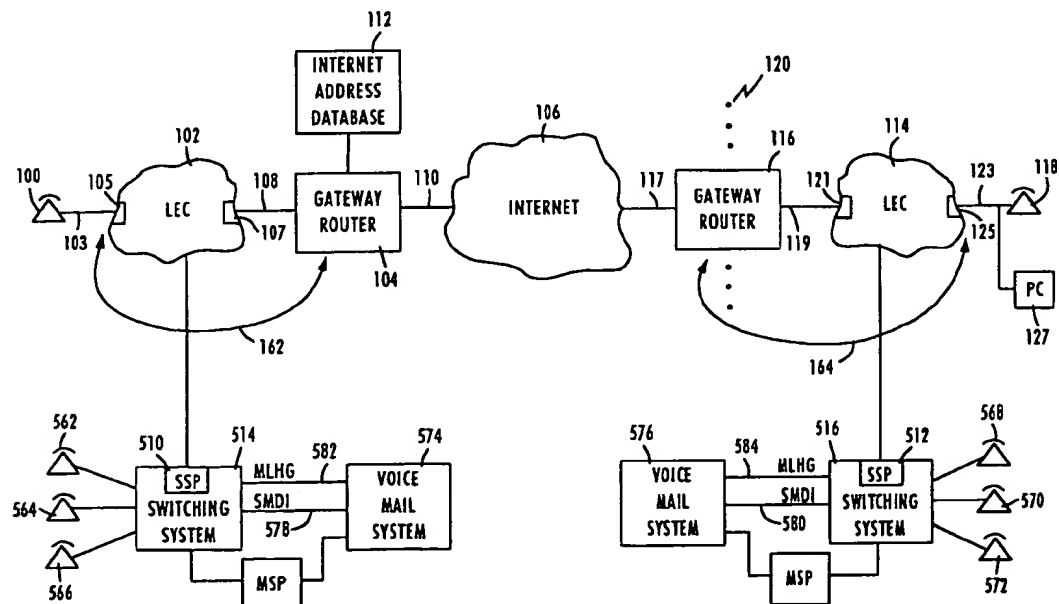 112
INTERNET
ADDRESS
DATABASE
120
106
102
116
114
100
105
108
110
117
121
123
118
LEC
GATEWAY
ROUTER
INTERNET
GATEWAY
ROUTER
LEC
103
107
104
119
125
PC
127
162
164
562
510
514
582
574
576
584
516
512
568
MLHG
MLHG
SSP
SSP
564
SWITCHING
SYSTEM
SMDI
578
VOICE
MAIL
SYSTEM
VOICE
MAIL
SYSTEM
SMDI
580
SWITCHING
SYSTEM
570
566
MSP
MSP
572